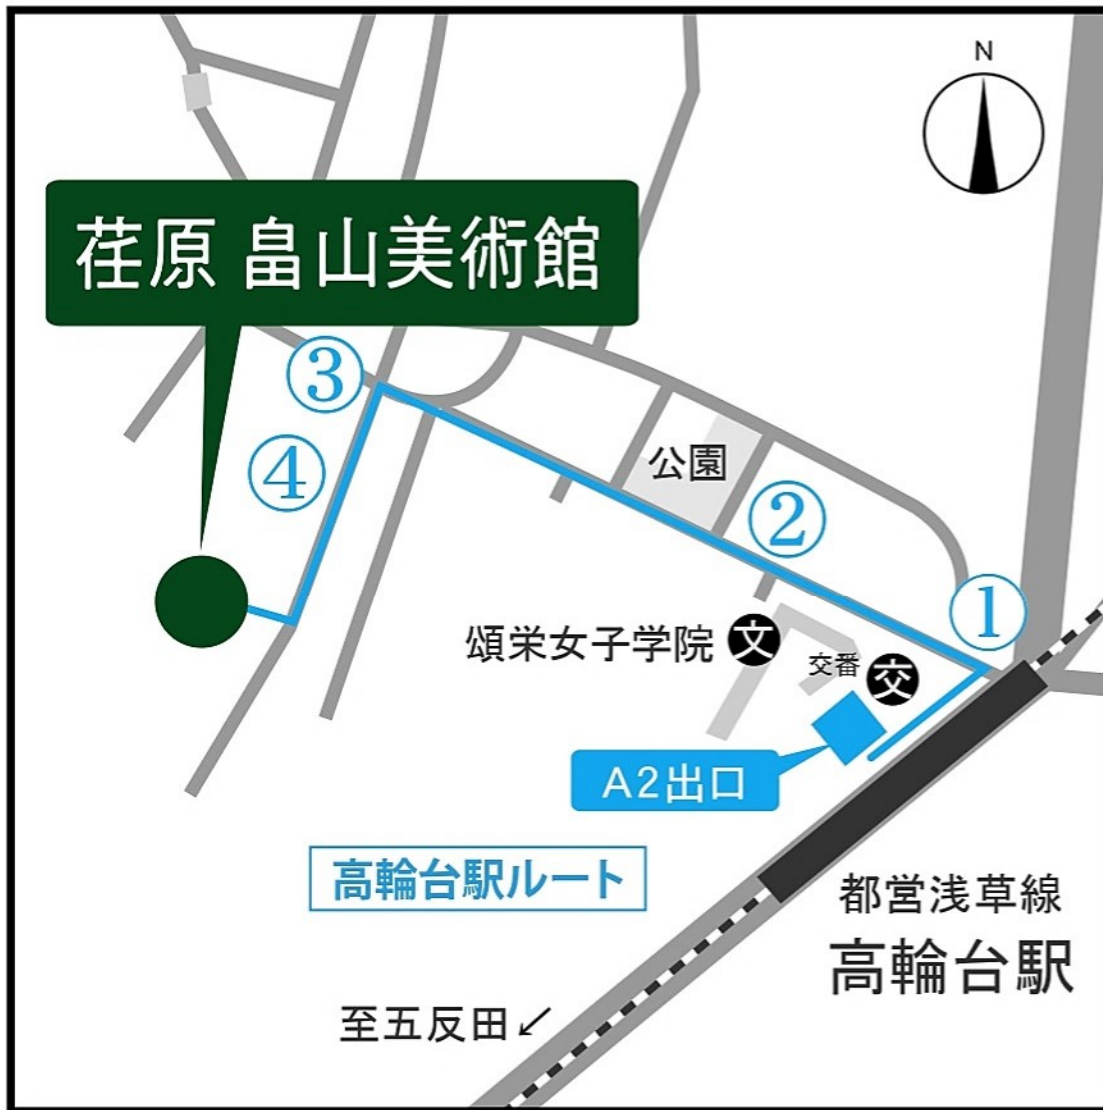 N
荏原 畠山美術館
③
④
公園
②
①
頌栄女子学院 文
交番 交
A2出口
高輪台駅ルート
都営浅草線
高輪台駅
至五反田↙